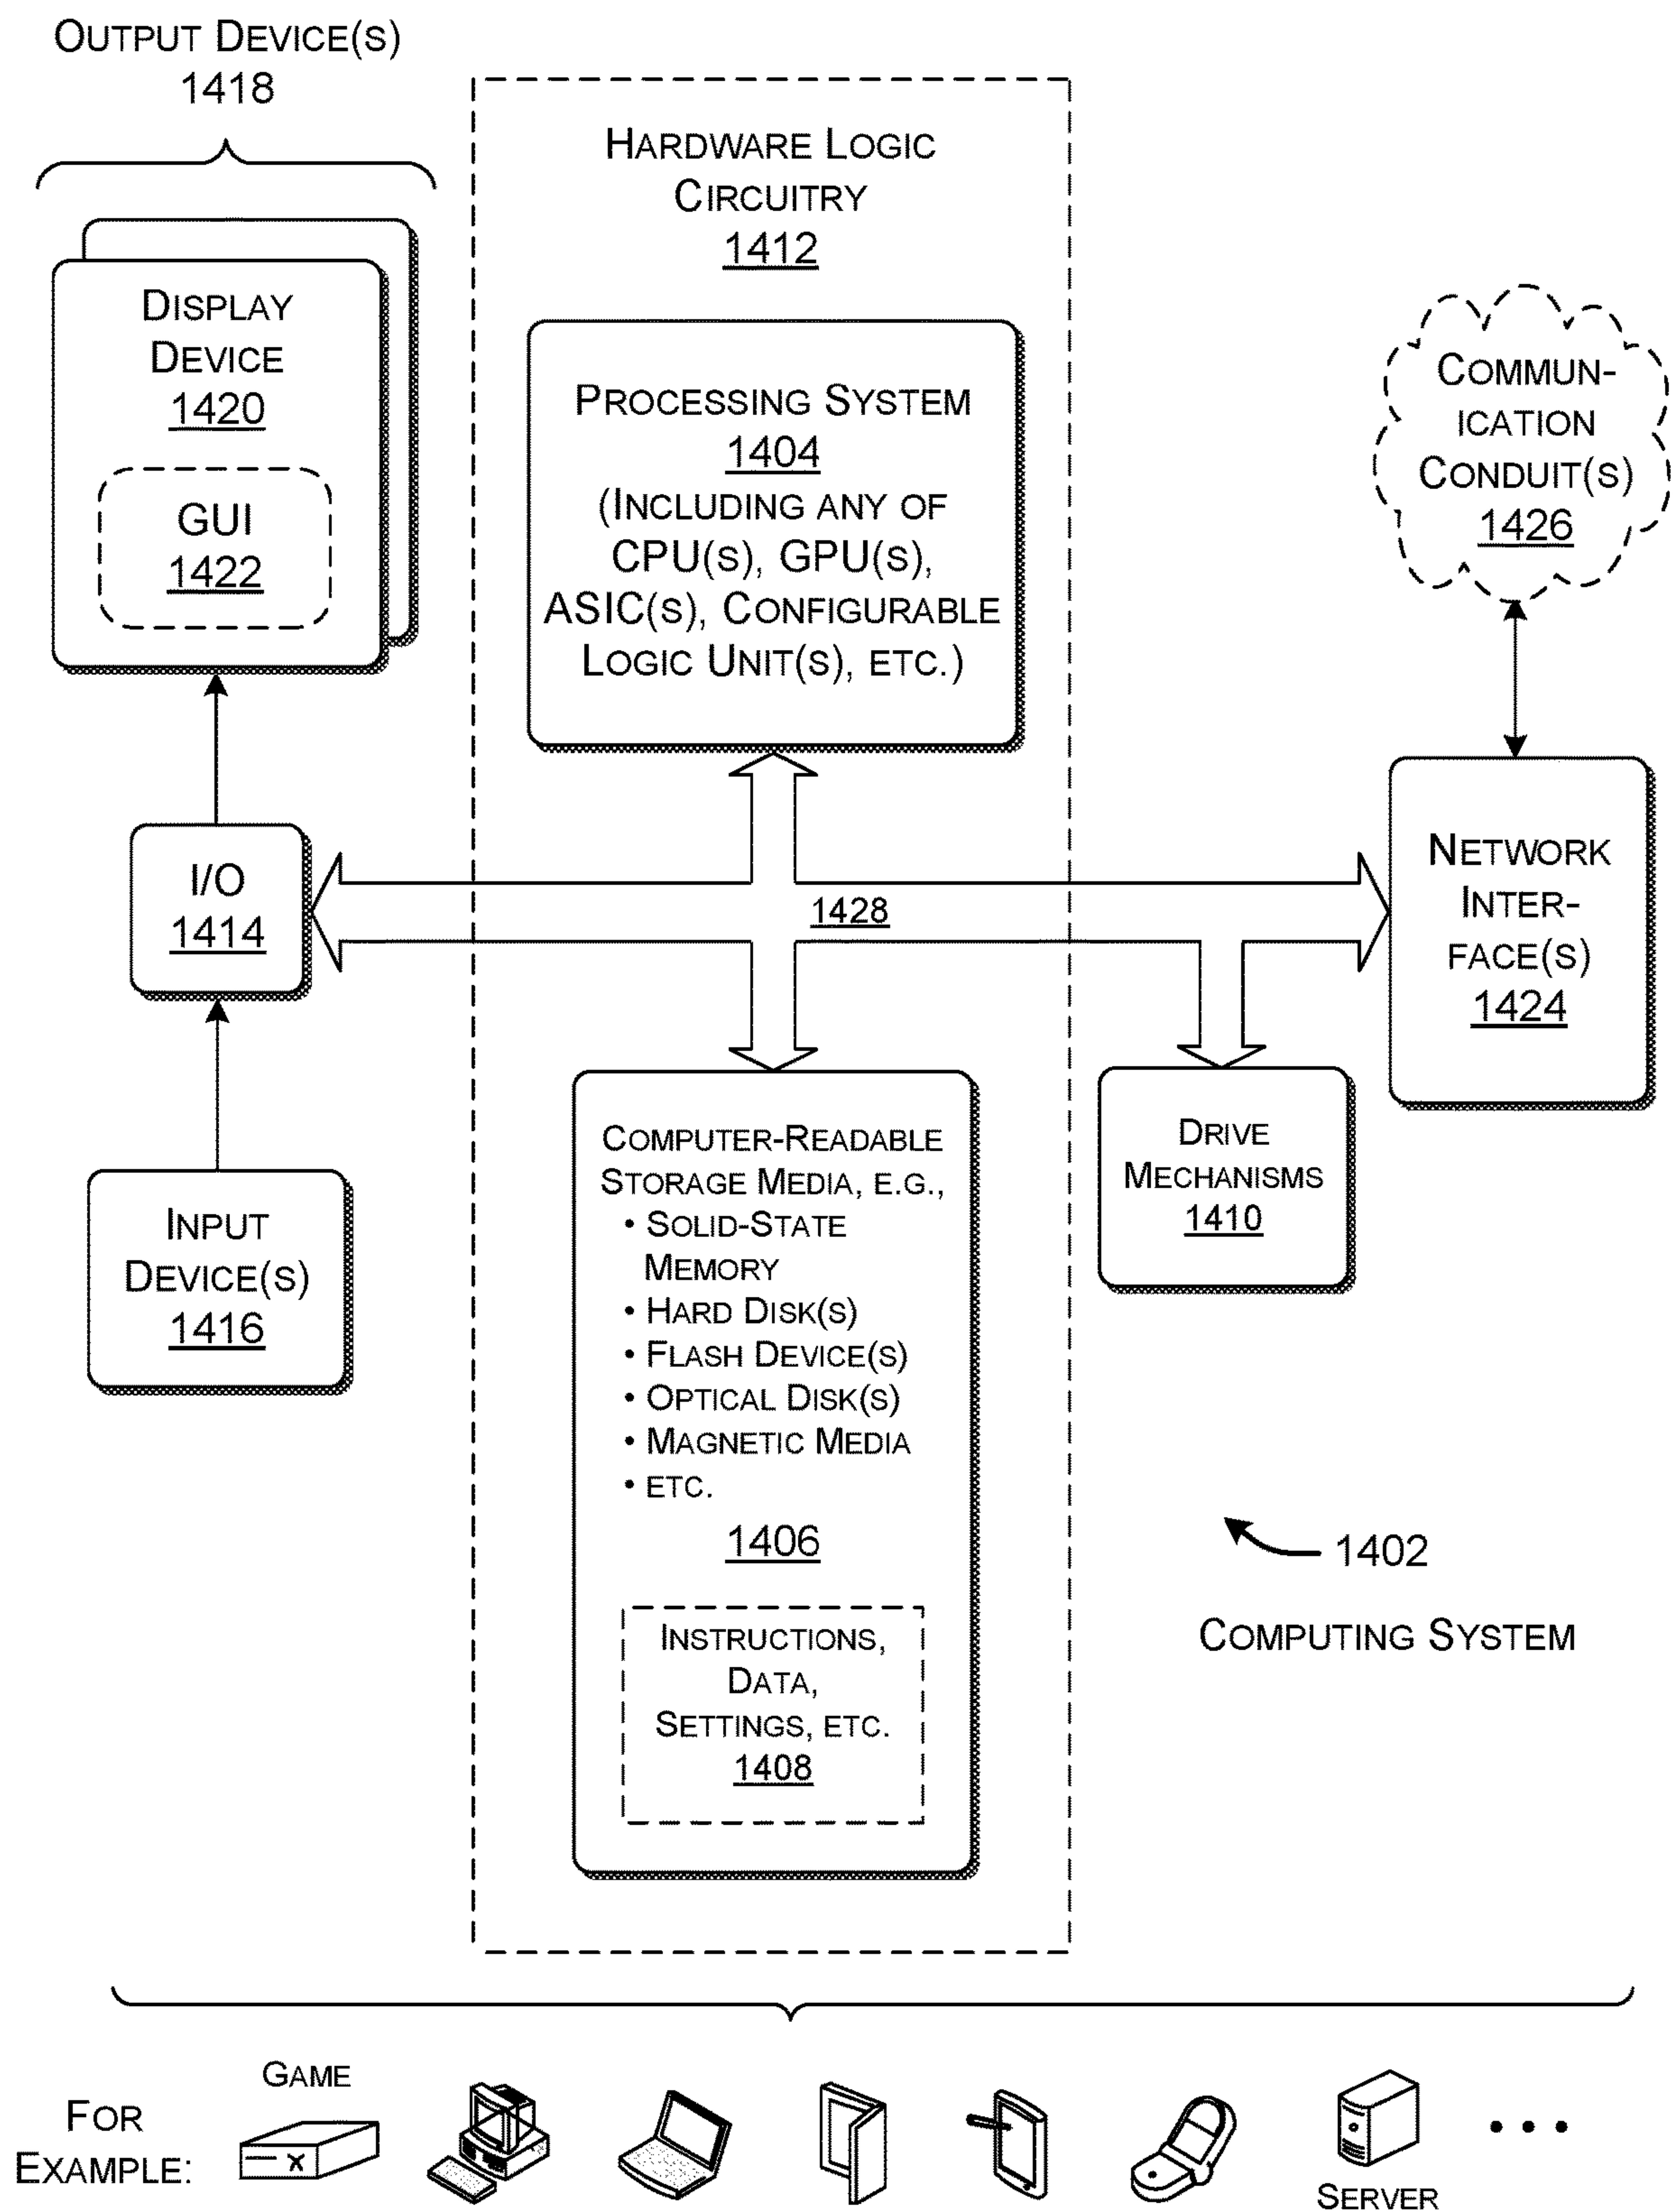 OUTPUT DEVICE(S)
1418
DISPLAY
DEVICE
1420
GUI
1422
I/O
1414
INPUT
DEVICE(S)
1416
HARDWARE LOGIC
CIRCUITRY
1412
PROCESSING SYSTEM
1404
(INCLUDING ANY OF
CPU(S), GPU(S),
ASIC(S), CONFIGURABLE
LOGIC UNIT(S), ETC.)
1428
COMPUTER-READABLE
STORAGE MEDIA, E.G.,
• SOLID-STATE
MEMORY
• HARD DISK(S)
• FLASH DEVICE(S)
• OPTICAL DISK(S)
• MAGNETIC MEDIA
• ETC.
1406
INSTRUCTIONS,
DATA,
SETTINGS, ETC.
1408
COMMUN-
ICATION
CONDUIT(S)
1426
NETWORK
INTER-
FACE(S)
1424
DRIVE
MECHANISMS
1410
1402
COMPUTING SYSTEM
FOR
EXAMPLE:
GAME
X
SERVER
• • •